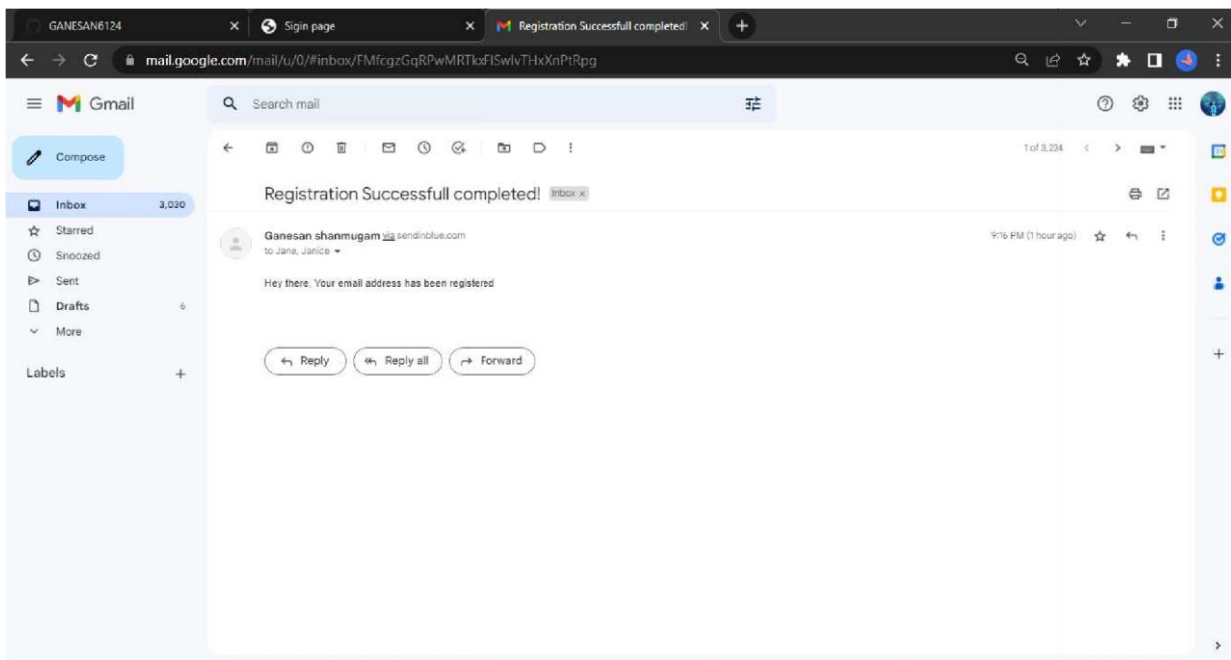 GANESAN6124
Sigin page
Registration Successfull completed!
mail.google.com/mail/u/0/#inbox/FMfcgzGqRPwMRTkxFlSwlvTHxXnPtRpg
Gmail
Search mail
Compose
1 of 3,234
Registration Successfull completed! Inbox x
Inbox 3,030
Starred
Ganesan shanmugam via sendinblue.com 9:16 PM (1 hour ago)
to Jane, Janice
Snoozed
Sent
Hey there, Your email address has been registered
Drafts 6
More
Reply
Reply all
Forward
Labels